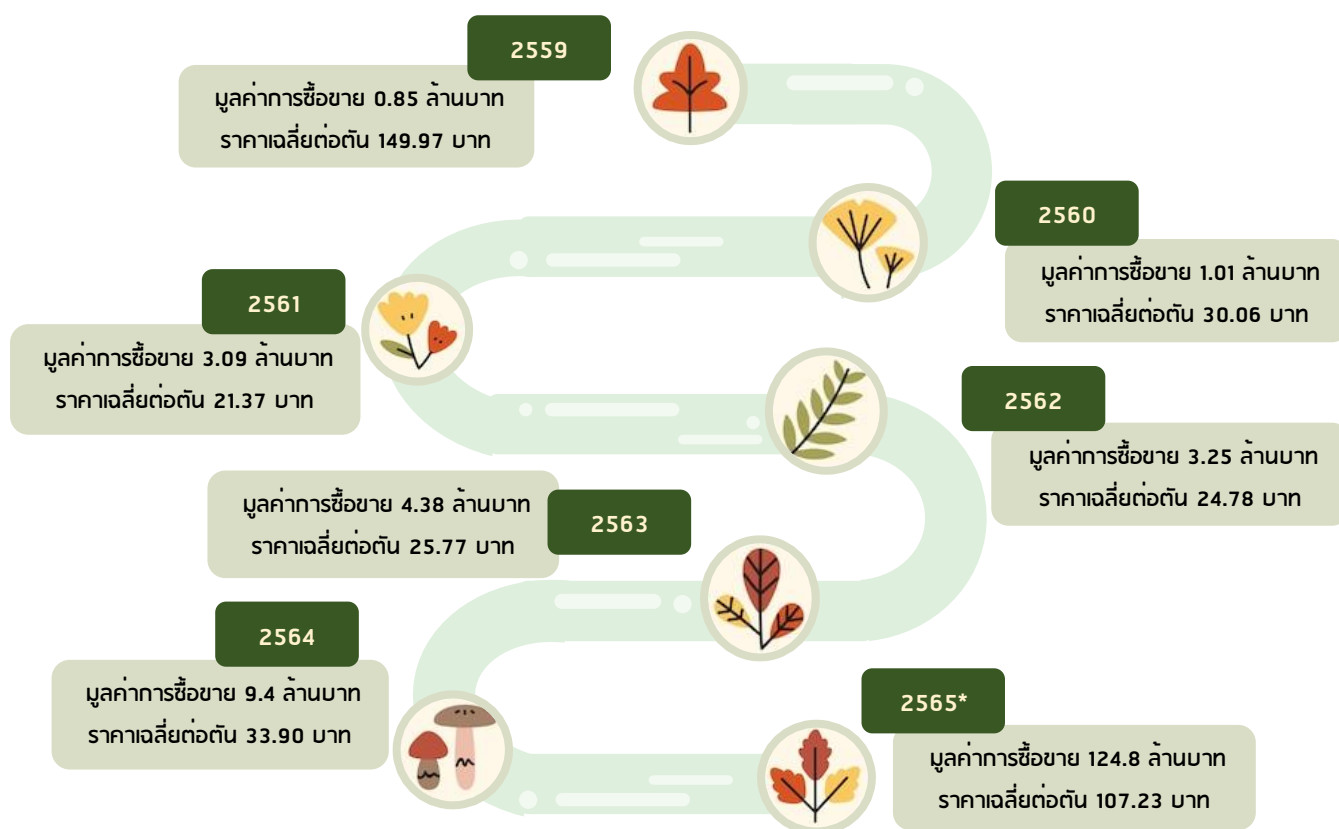 2559
มูลค่าการซื้อขาย 0.85 ล้านบาท
ราคาเฉลี่ยต่อตัน 149.97 บาท
2560
มูลค่าการซื้อขาย 1.01 ล้านบาท
ราคาเฉลี่ยต่อตัน 30.06 บาท
2561
มูลค่าการซื้อขาย 3.09 ล้านบาท
ราคาเฉลี่ยต่อตัน 21.37 บาท
2562
มูลค่าการซื้อขาย 3.25 ล้านบาท
ราคาเฉลี่ยต่อตัน 24.78 บาท
2563
มูลค่าการซื้อขาย 4.38 ล้านบาท
ราคาเฉลี่ยต่อตัน 25.77 บาท
2564
มูลค่าการซื้อขาย 9.4 ล้านบาท
ราคาเฉลี่ยต่อตัน 33.90 บาท
2565*
มูลค่าการซื้อขาย 124.8 ล้านบาท
ราคาเฉลี่ยต่อตัน 107.23 บาท